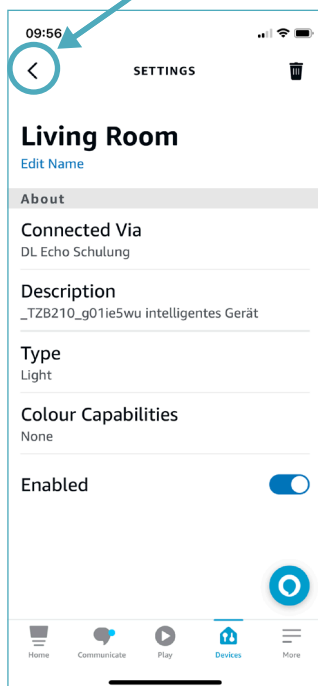 09:56
SETTINGS
Living Room
Edit Name
About
Connected Via
DL Echo Schulung
Description
_TZB210_g01ie5wu intelligentes Gerät
Type
Light
Colour Capabilities
None
Enabled
Home Communicate Play Devices More